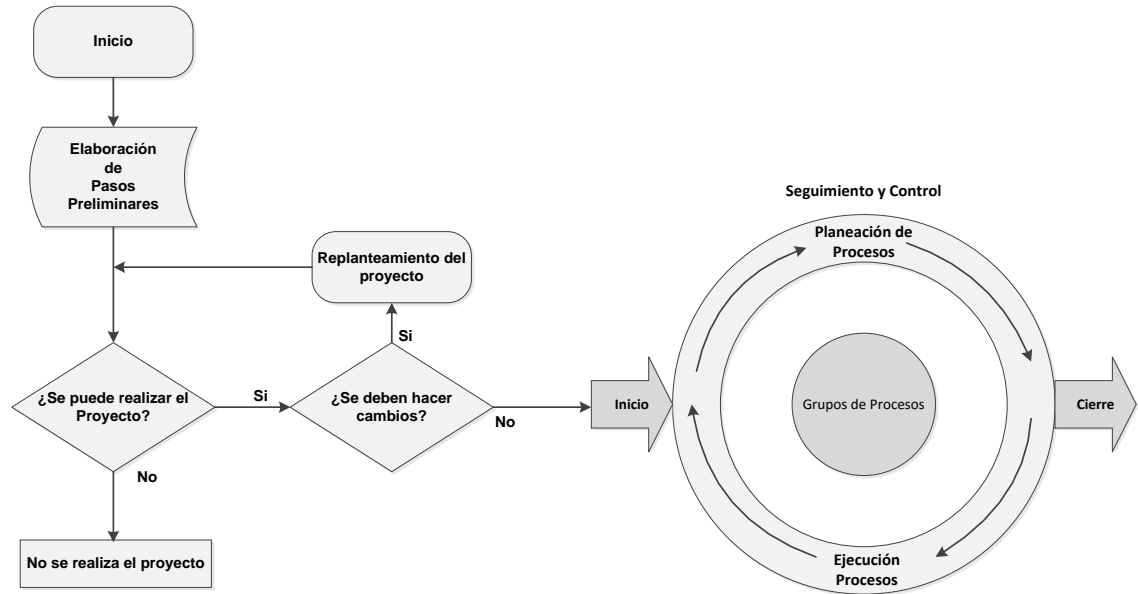 Inicio
Elaboración
de
Pasos
Preliminares
Replanteamiento del
proyecto
Si
¿Se puede realizar el
Proyecto?
Si
¿Se deben hacer
cambios?
No
No
No se realiza el proyecto
Seguimiento y Control
Planeación de
Procesos
Inicio
Grupos de Procesos
Cierre
Ejecución
Procesos